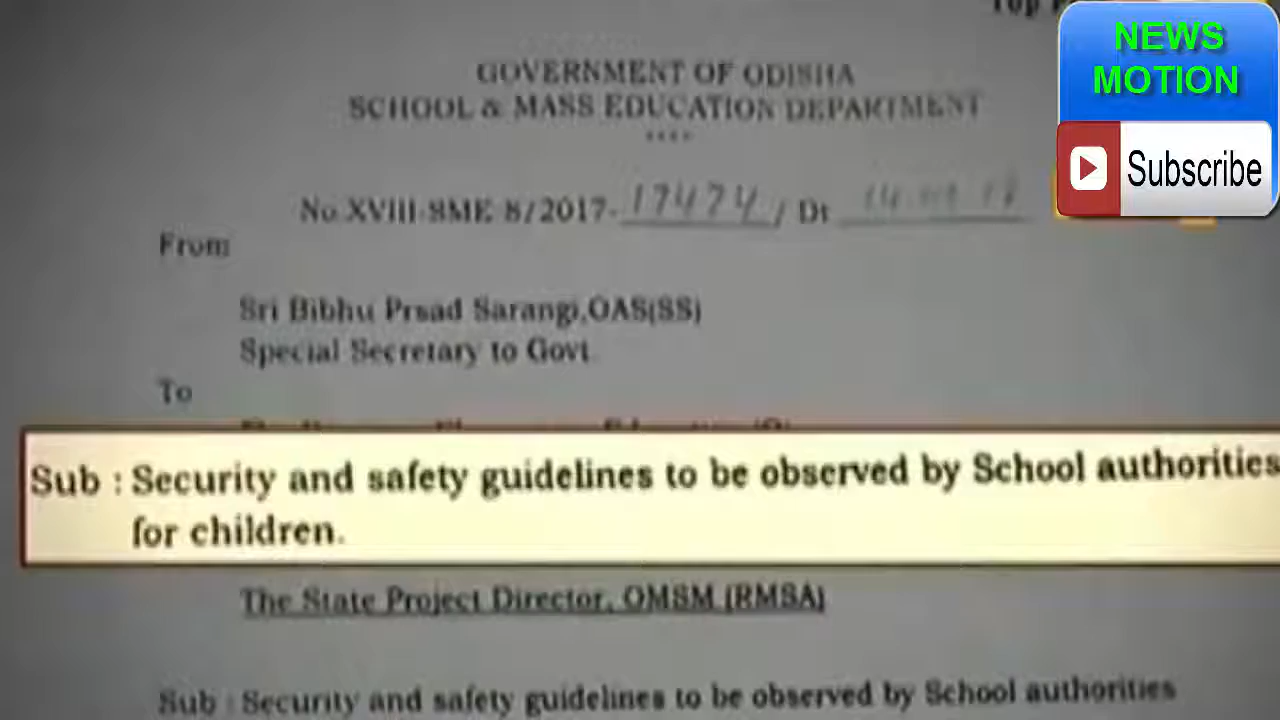 NEWS
MOTION
Subscribe
GOVERNMENT OF ODISHA
SCHOOL & MASS EDUCATION DEPARTMENT
****
No.XVIII-SME 8/2017-17474/ Dt
From
Sri Bibhu Prsad Sarangi,OAS(SS)
Special Secretary to Govt.
To
Sub : Security and safety guidelines to be observed by School authorities
for children.
The State Project Director, OMSM (RMSA)
Sub : Security and safety guidelines to be observed by School authorities